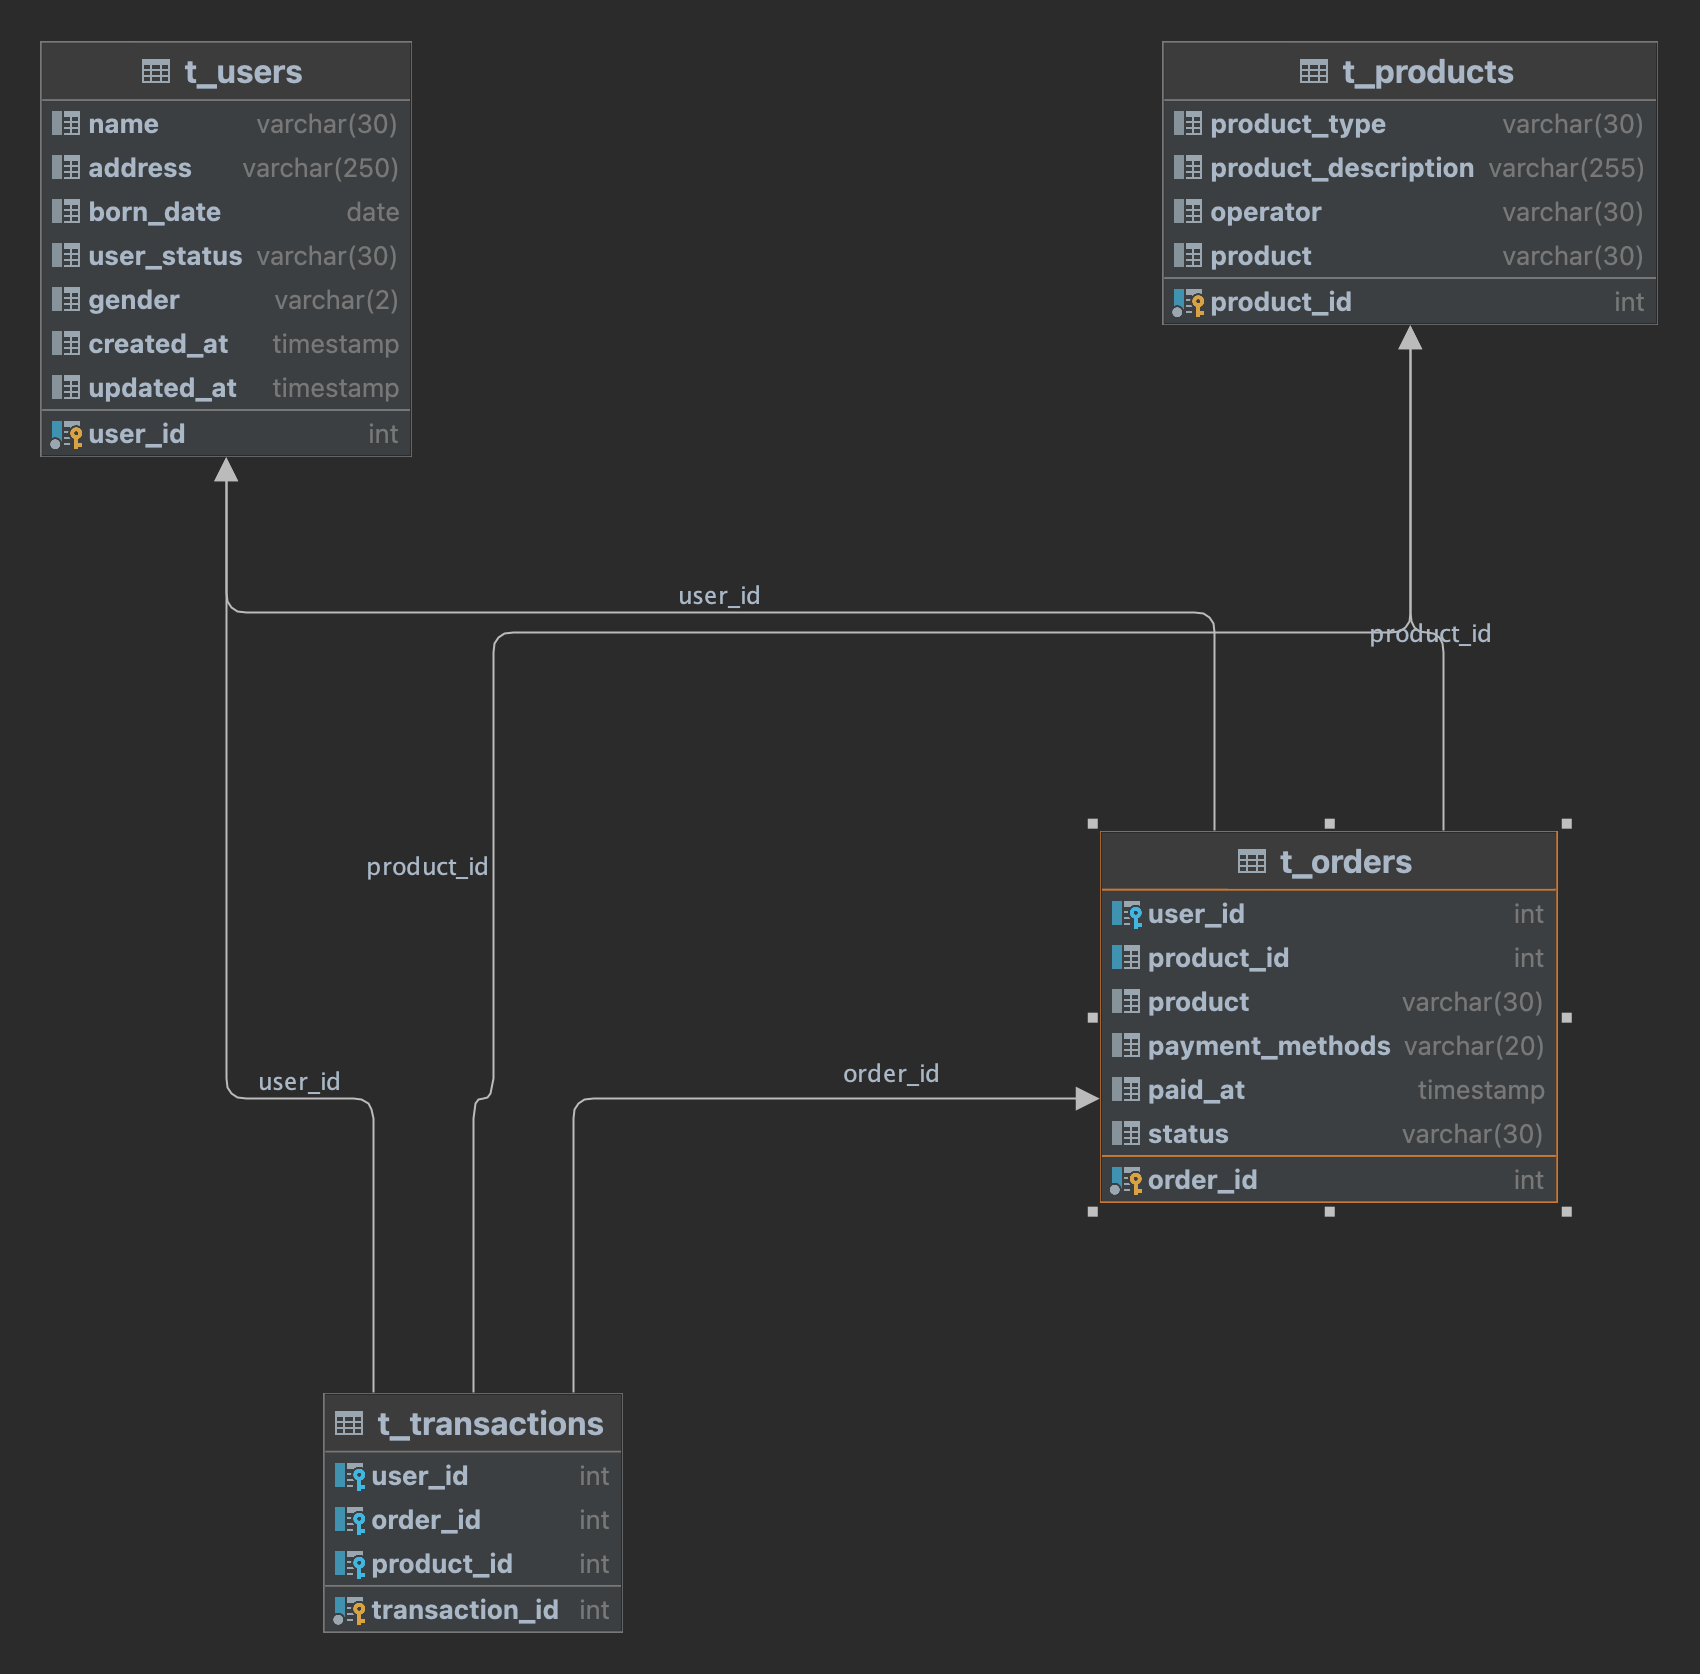 t_users
name varchar(30)
address varchar(250)
born_date date
user_status varchar(30)
gender varchar(2)
created_at timestamp
updated_at timestamp
user_id int
t_products
product_type varchar(30)
product_description varchar(255)
operator varchar(30)
product varchar(30)
product_id int
user_id
product_id
product_id
user_id
order_id
t_orders
user_id int
product_id int
product varchar(30)
payment_methods varchar(20)
paid_at timestamp
status varchar(30)
order_id int
t_transactions
user_id int
order_id int
product_id int
transaction_id int